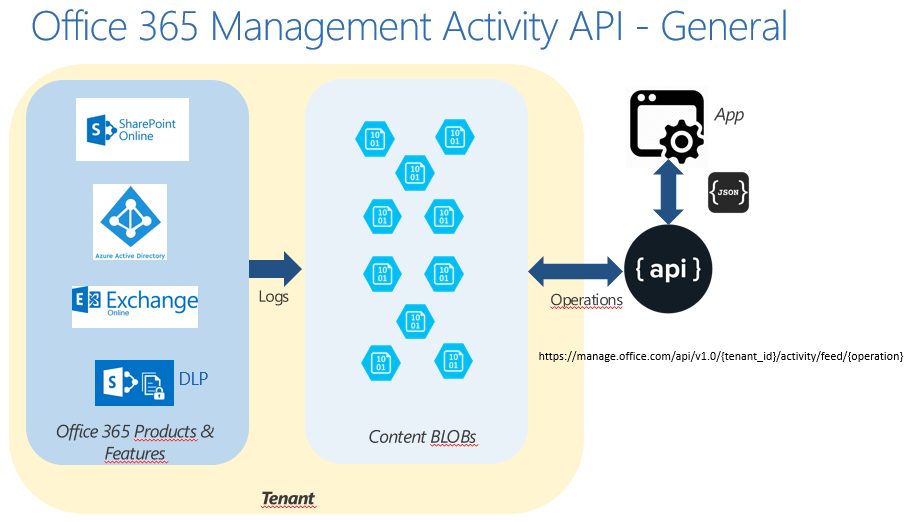 Office 365 Management Activity API - General
SharePoint
Online
Azure Active Directory
Exchange
Online
DLP
Office 365 Products &
Features
Logs
10
01
10
01
10
01
10
01
10
01
10
01
10
01
10
01
10
01
10
01
Content BLOBs
Tenant
Operations
App
{JSON}
{api}
https://manage.office.com/api/v1.0/{tenant_id}/activity/feed/{operation}